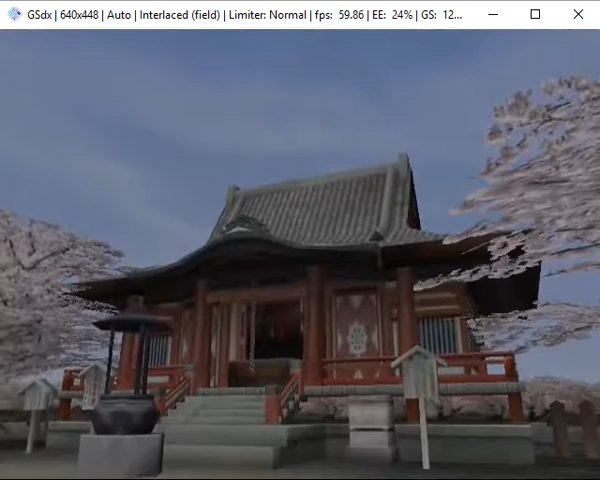 GSdx | 640x448 | Auto | Interlaced (field) | Limiter: Normal | fps: 59.86 | EE: 24% | GS: 12...